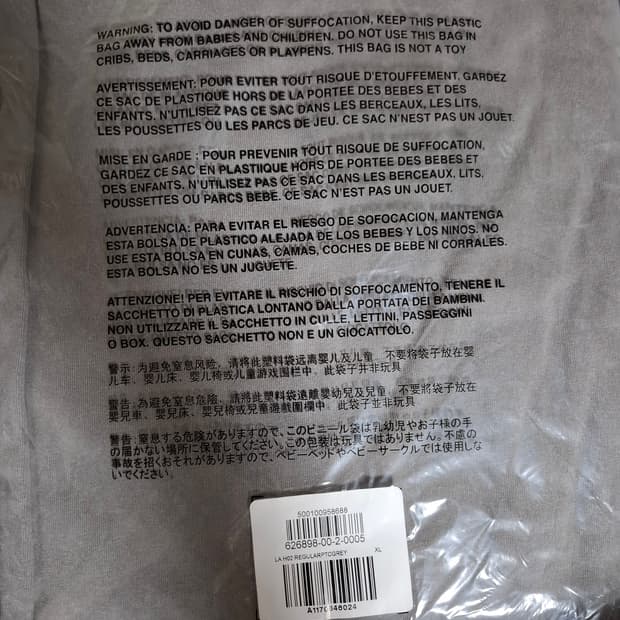 WARNING: TO AVOID DANGER OF SUFFOCATION, KEEP THIS PLASTIC
BAG AWAY FROM BABIES AND CHILDREN. DO NOT USE THIS BAG IN
CRIBS, BEDS, CARRIAGES OR PLAYPENS. THIS BAG IS NOT A TOY
AVERTISSEMENT: POUR EVITER TOUT RISQUE D'ETOUFFEMENT, GARDEZ
CE SAC DE PLASTIQUE HORS DE LA PORTEE DES BEBES ET DES
ENFANTS. N'UTILISEZ PAS CE SAC DANS LES BERCEAUX, LES LITS,
LES POUSSETTES OU LES PARCS DE JEU. CE SAC N'NEST PAS UN JOUET.
MISE EN GARDE : POUR PREVENIR TOUT RISQUE DE SUFFOCATION,
GARDEZ CE SAC EN PLASTIIQUE HORS DE PORTEE DES BEBES ET
DES ENFANTS. N'UTILISEZ PAS CE SAC DANS LES BERCEAUX. LITS,
POUSSETTES OU PARCS BEBE. CE SAC N'EST PAS UN JOUET.
ADVERTENCIA: PARA EVITAR EL RIESGO DE SOFOCACION, MANTENGA
ESTA BOLSA DE PLASTICO ALEJADA DE LOS BEBES Y LOS NINOS. NO
USE ESTA BOLSA EN CUNAS, CAMAS, COCHES DE BEBE NI CORRALES.
ESTA BOLSA NO ES UN JUGUETE.
ATTENZIONE! PER EVITARE IL RISCHIO DI SOFFOCAMENTO, TENERE IL
SACCHETTO DI PLASTICA LONTANO DALLA PORTATA DEI BAMBINI.
NON UTILIZZARE IL SACCHETTO IN CULLE, LETTINI, PASSEGGINI
O BOX. QUESTO SACCHETTO NON E UN GIOCATTOLO.
警示: 为避免窒息风险, 请将此塑料袋远离婴儿及儿童. 不要将袋子放在婴
儿车、婴儿床、婴儿椅或儿童游戏围栏中. 此袋子并非玩具
警告: 為避免窒息危險, 請將此塑料袋遠離嬰幼兒及兒童. 不要將袋子放在
嬰兒車、嬰兒床、嬰兒椅或兒童遊戲圍欄中. 此袋子並非玩具
警告: 窒息する危険がありますので、このビニール袋は乳幼児やお子様の手
の届かない場所に保管してください。この包装は玩具ではありません。不慮の
事故を招くおそれがありますので、ベビーベッドやベビーサークルでは使用しな
いでください。
500100958688
626898-00-2-0005
LA.H02 REGULARPTOGREY XL
A1170348024